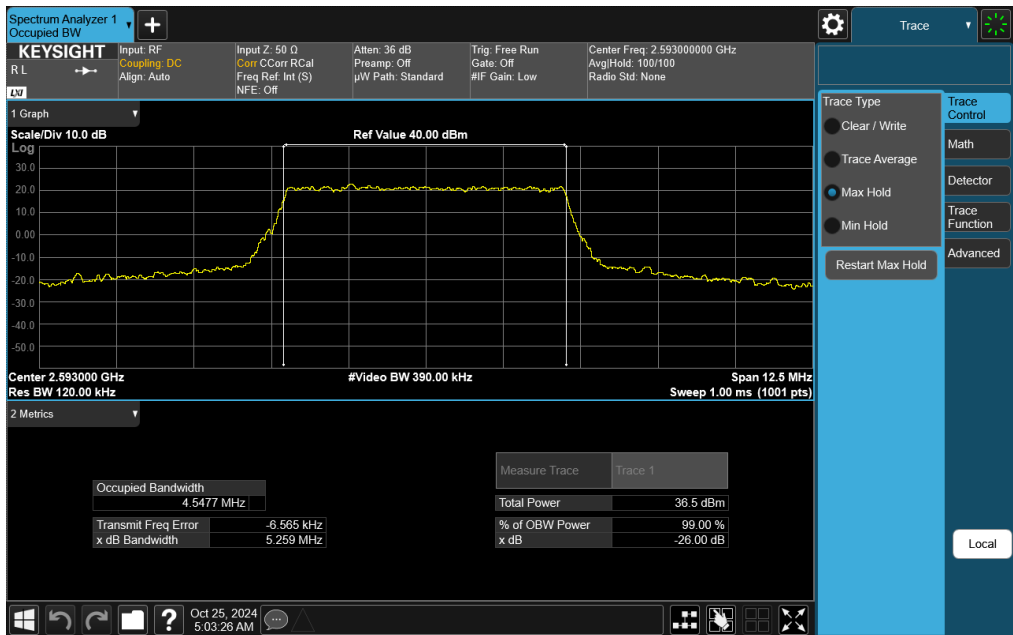 Spectrum Analyzer 1
Occupied BW
+
Trace
KEYSIGHT
R L
LXI
Input: RF
Coupling: DC
Align: Auto
Input Z: 50 Ω
Corr CCorr RCal
Freq Ref: Int (S)
NFE: Off
Atten: 36 dB
Preamp: Off
µW Path: Standard
Trig: Free Run
Gate: Off
#IF Gain: Low
Center Freq: 2.593000000 GHz
Avg|Hold: 100/100
Radio Std: None
1 Graph
Scale/Div 10.0 dB
Ref Value 40.00 dBm
Log
30.0
20.0
10.0
0.00
-10.0
-20.0
-30.0
-40.0
-50.0
Center 2.593000 GHz
#Video BW 390.00 kHz
Span 12.5 MHz
Res BW 120.00 kHz
Sweep 1.00 ms (1001 pts)
2 Metrics
Measure Trace
Trace 1
Occupied Bandwidth
4.5477 MHz
Total Power
36.5 dBm
Transmit Freq Error
-6.565 kHz
% of OBW Power
99.00 %
x dB Bandwidth
5.259 MHz
x dB
-26.00 dB
Trace Type
Clear / Write
Trace Average
Max Hold
Min Hold
Restart Max Hold
Trace
Control
Math
Detector
Trace
Function
Advanced
Local
?
Oct 25, 2024
5:03:26 AM